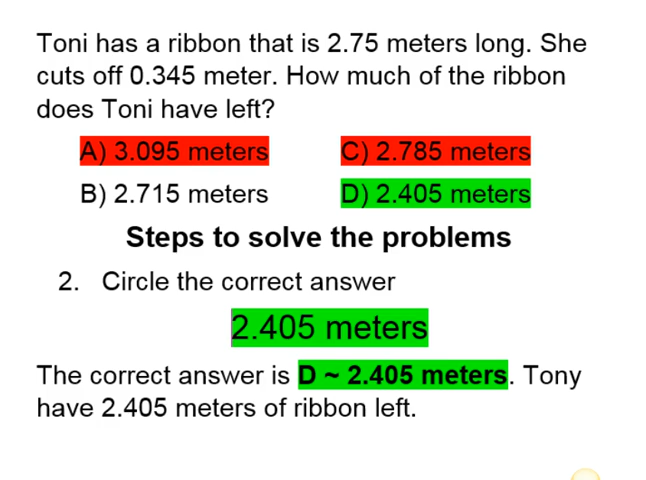 Toni has a ribbon that is 2.75 meters long. She
cuts off 0.345 meter. How much of the ribbon
does Toni have left?
A) 3.095 meters C) 2.785 meters
B) 2.715 meters D) 2.405 meters
Steps to solve the problems
2. Circle the correct answer
2.405 meters
The correct answer is D ~ 2.405 meters. Tony
have 2.405 meters of ribbon left.